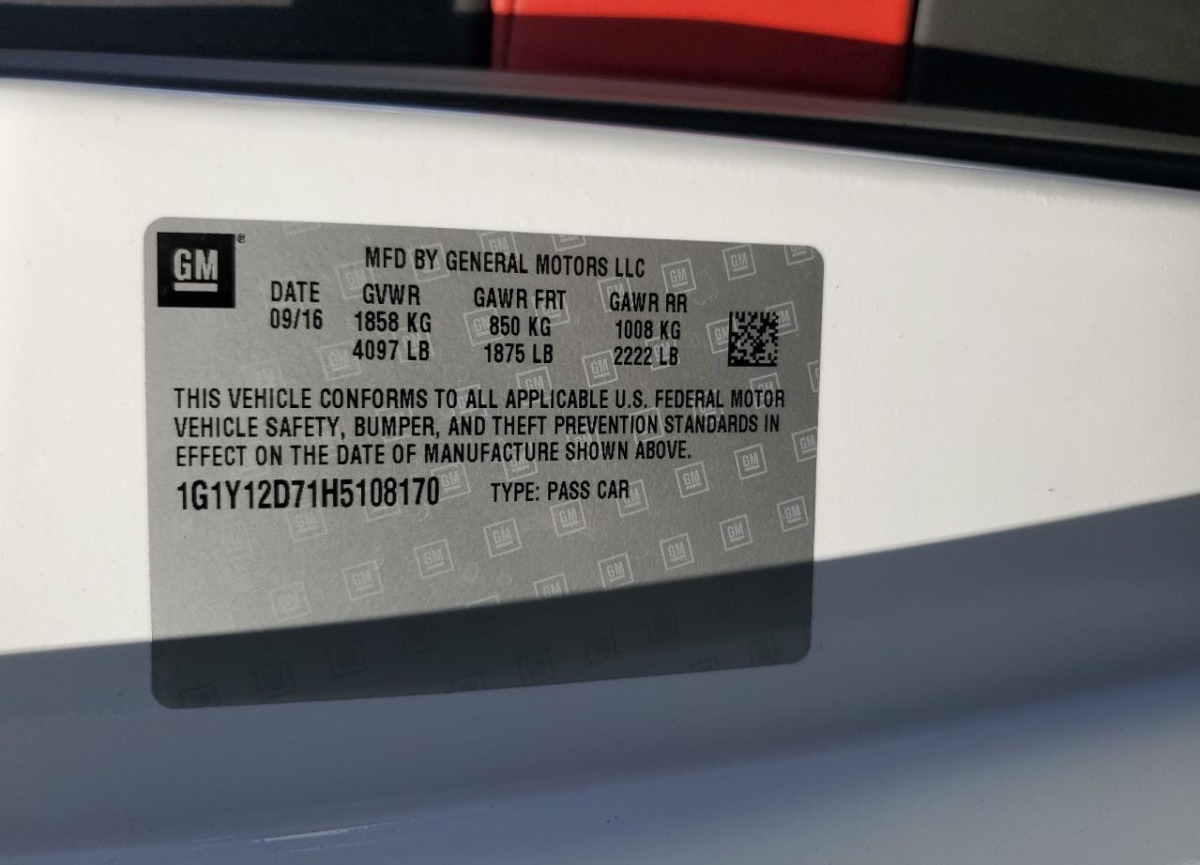 GM®
MFD BY GENERAL MOTORS LLC
DATE GVWR GAWR FRT GAWR RR
09/16 1858 KG 850 KG 1008 KG
4097 LB 1875 LB 2222 LB
THIS VEHICLE CONFORMS TO ALL APPLICABLE U.S. FEDERAL MOTOR
VEHICLE SAFETY, BUMPER, AND THEFT PREVENTION STANDARDS IN
EFFECT ON THE DATE OF MANUFACTURE SHOWN ABOVE.
1G1Y12D71H5108170 TYPE: PASS CAR